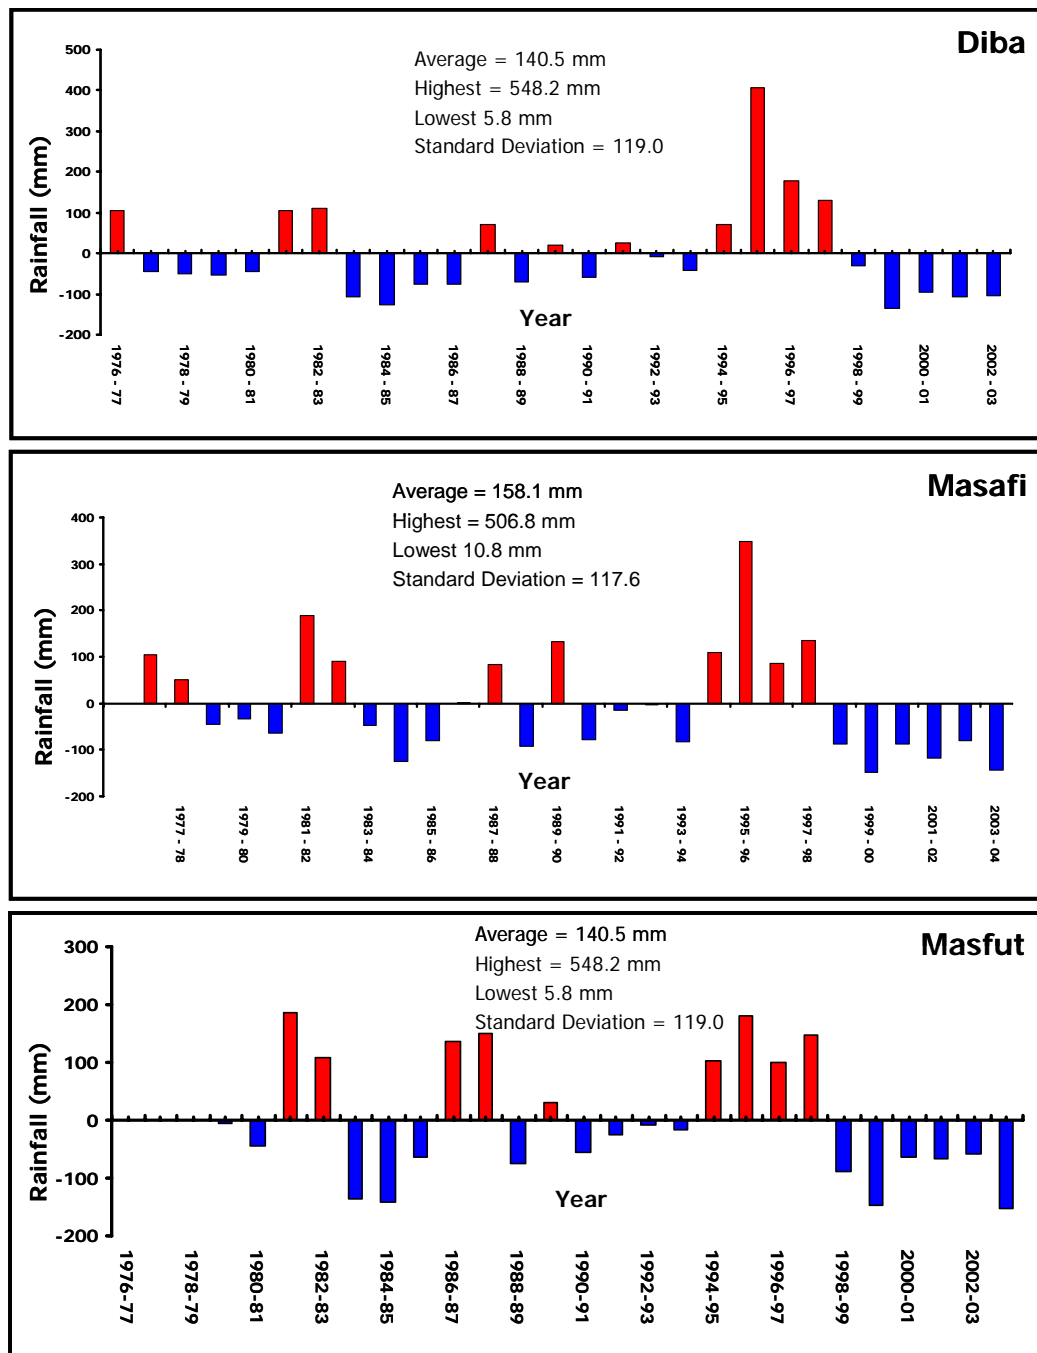 Diba
Average = 140.5 mm
Highest = 548.2 mm
Lowest 5.8 mm
Standard Deviation = 119.0
500
400
300
200
100
0
-100
-200
Rainfall (mm)
Year
1976 - 77
1978 - 79
1980 - 81
1982 - 83
1984 - 85
1986 - 87
1988 - 89
1990 - 91
1992 - 93
1994 - 95
1996 - 97
1998 - 99
2000 - 01
2002 - 03
Masafi
Average = 158.1 mm
Highest = 506.8 mm
Lowest 10.8 mm
Standard Deviation = 117.6
400
300
200
100
0
-100
-200
Rainfall (mm)
Year
1977 - 78
1979 - 80
1981 - 82
1983 - 84
1985 - 86
1987 - 88
1989 - 90
1991 - 92
1993 - 94
1995 - 96
1997 - 98
1999 - 00
2001 - 02
2003 - 04
Masfut
Average = 140.5 mm
Highest = 548.2 mm
Lowest 5.8 mm
Standard Deviation = 119.0
300
200
100
0
-100
-200
Rainfall (mm)
Year
1976-77
1978-79
1980-81
1982-83
1984-85
1986-87
1988-89
1990-91
1992-93
1994-95
1996-97
1998-99
2000-01
2002-03